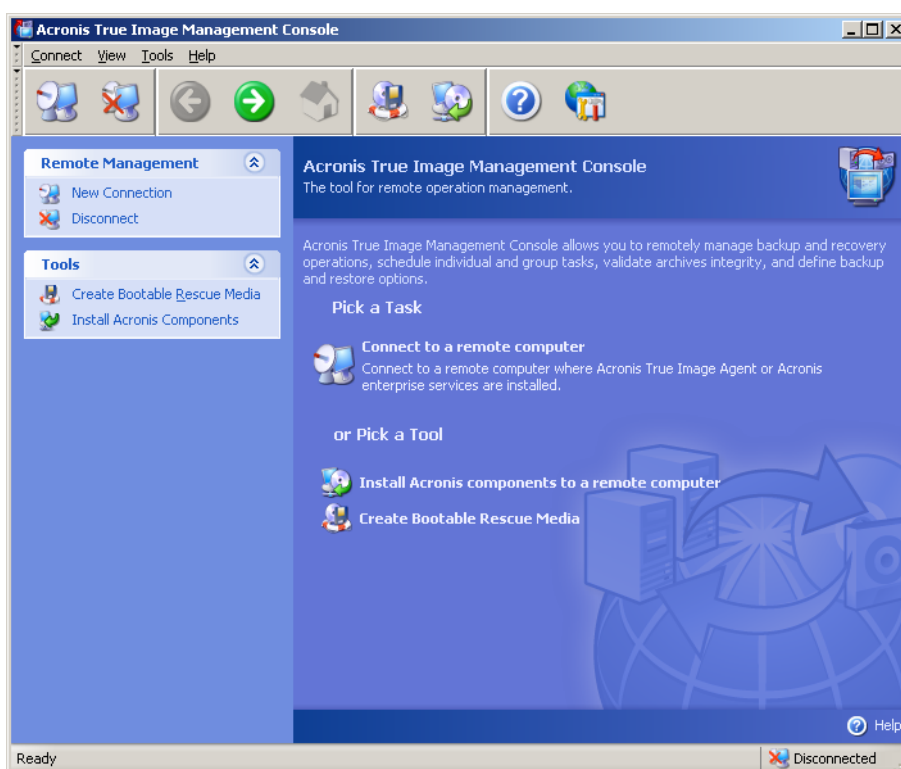 Acronis True Image Management Console
Connect View Tools Help
Remote Management
New Connection
Disconnect
Tools
Create Bootable Rescue Media
Install Acronis Components
Acronis True Image Management Console
The tool for remote operation management.
Acronis True Image Management Console allows you to remotely manage backup and recovery
operations, schedule individual and group tasks, validate archives integrity, and define backup
and restore options.
Pick a Task
Connect to a remote computer
Connect to a remote computer where Acronis True Image Agent or Acronis
enterprise services are installed.
or Pick a Tool
Install Acronis components to a remote computer
Create Bootable Rescue Media
Help
Ready
Disconnected